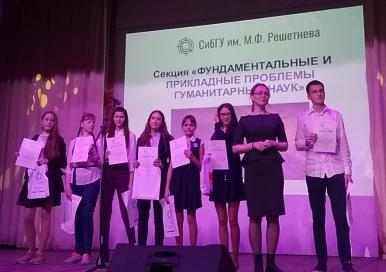 СибГУ им. М.Ф. Решетнева
Секция «ФУНДАМЕНТАЛЬНЫЕ И
ПРИКЛАДНЫЕ ПРОБЛЕМЫ
ГУМАНИТАРНЫХ НАУК»